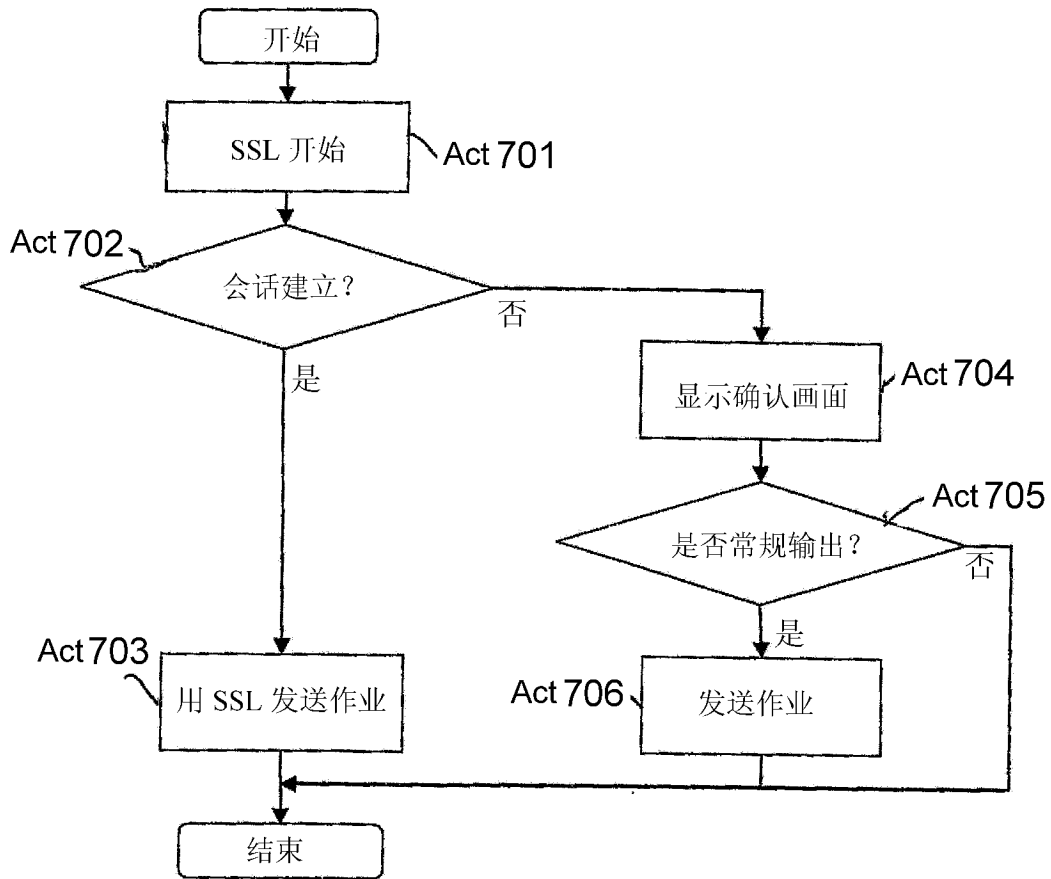 开始
SSL 开始
Act 701
Act 702
会话建立?
否
是
显示确认画面
Act 704
Act 705
是否常规输出?
否
是
Act 703
用 SSL 发送作业
Act 706
发送作业
结束